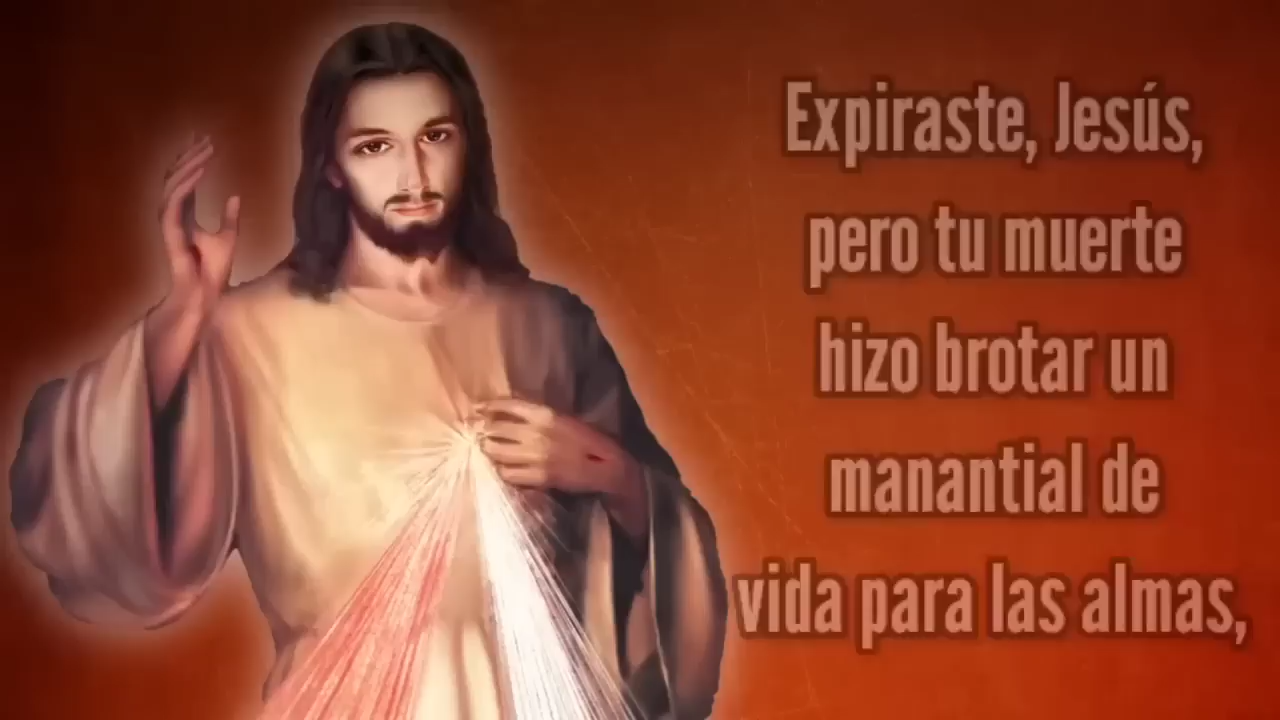 Expiraste, Jesús,
pero tu muerte
hizo brotar un
manantial de
vida para las almas,